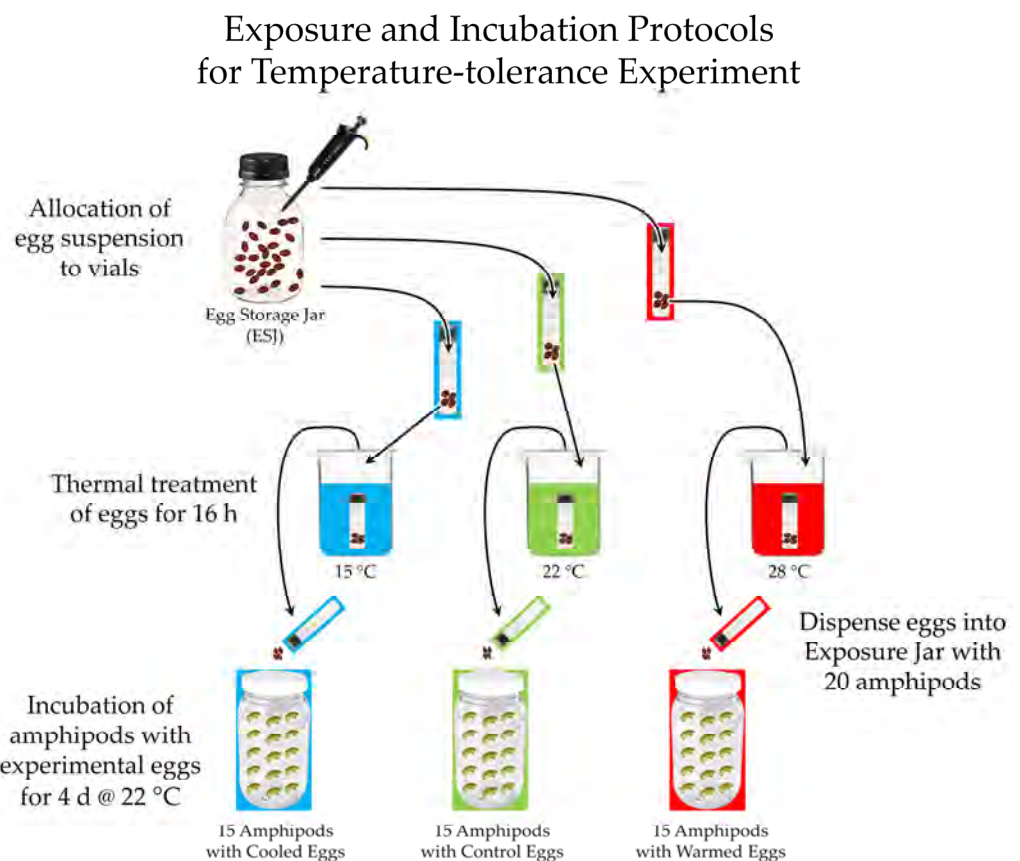 Exposure and Incubation Protocols
for Temperature-tolerance Experiment
Allocation of
egg suspension
to vials
Egg Storage Jar
(ESJ)
Thermal treatment
of eggs for 16 h
15 °C
22 °C
28 °C
Dispense eggs into
Exposure Jar with
20 amphipods
Incubation of
amphipods with
experimental eggs
for 4 d @ 22 °C
15 Amphipods
with Cooled Eggs
15 Amphipods
with Control Eggs
15 Amphipods
with Warmed Eggs